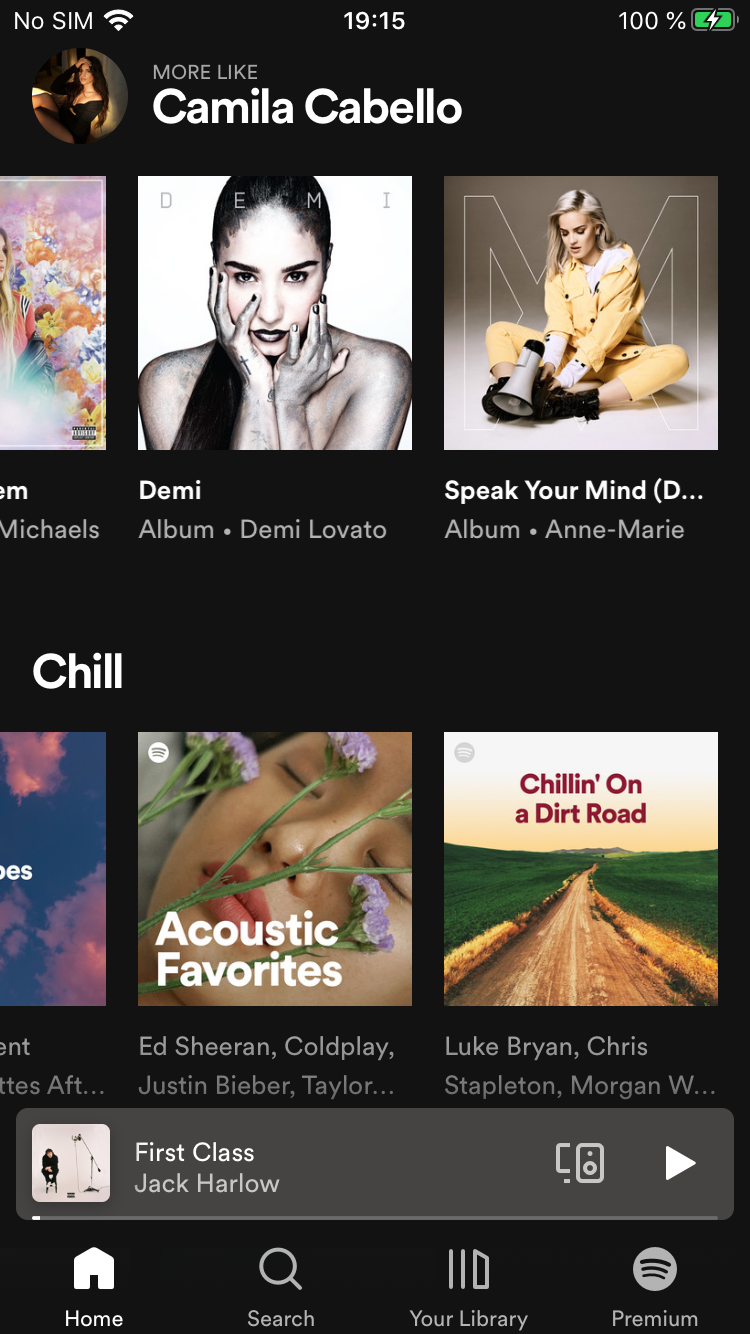 No SIM 19:15 100 %
MORE LIKE
Camila Cabello
D E M I
M
em
Michaels
Demi
Album • Demi Lovato
Speak Your Mind (D...
Album • Anne-Marie
Chill
oes
Acoustic
Favorites
Chillin' On
a Dirt Road
ent
ttes Aft...
Ed Sheeran, Coldplay,
Justin Bieber, Taylor...
Luke Bryan, Chris
Stapleton, Morgan W...
First Class
Jack Harlow
Home Search Your Library Premium